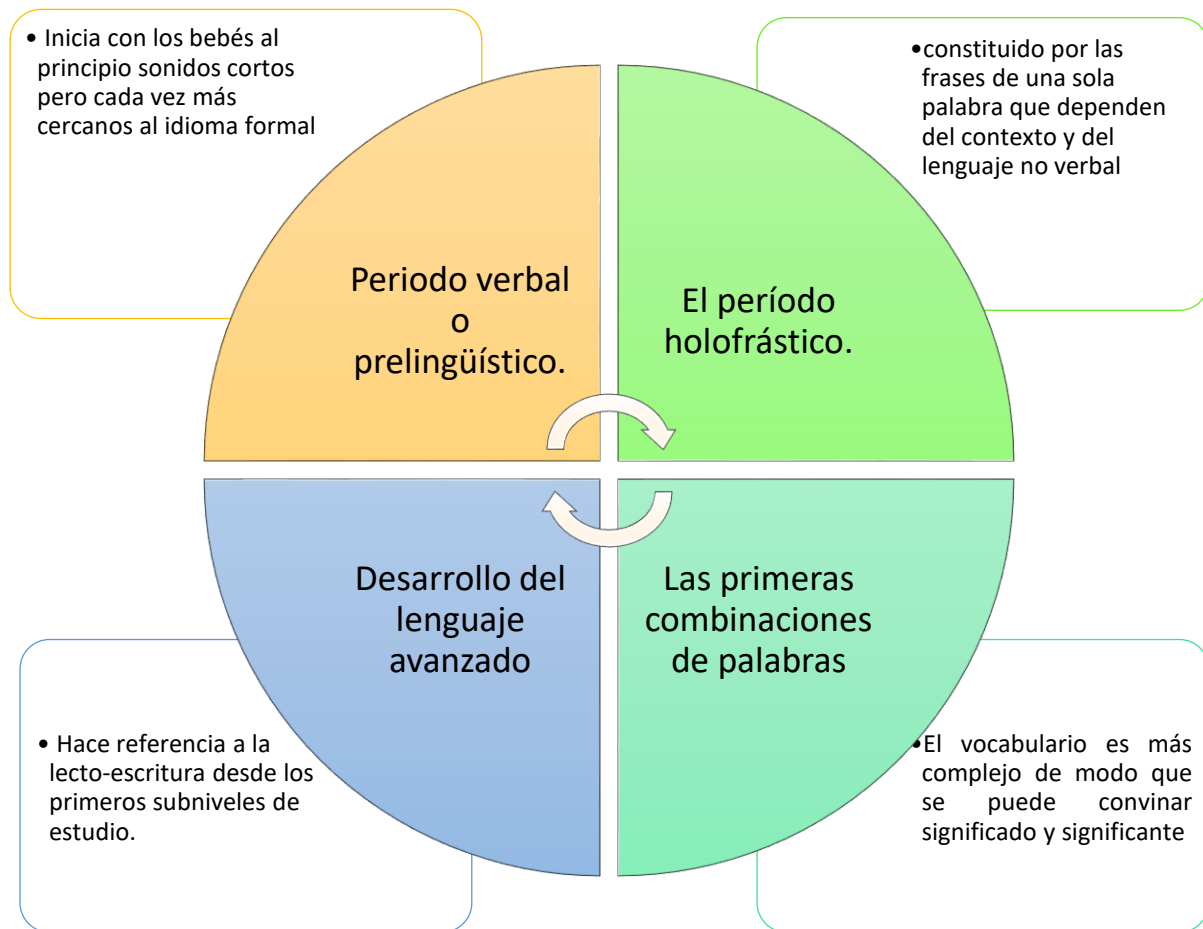 • Inicia con los bebés al
principio sonidos cortos
pero cada vez más
cercanos al idioma formal
•constituido por las
frases de una sola
palabra que dependen
del contexto y del
lenguaje no verbal
Periodo verbal
o
prelingüístico.
El período
holofrástico.
Desarrollo del
lenguaje
avanzado
Las primeras
combinaciones
de palabras
• Hace referencia a la
lecto-escritura desde los
primeros subniveles de
estudio.
•El vocabulario es más
complejo de modo que
se puede convinar
significado y significante